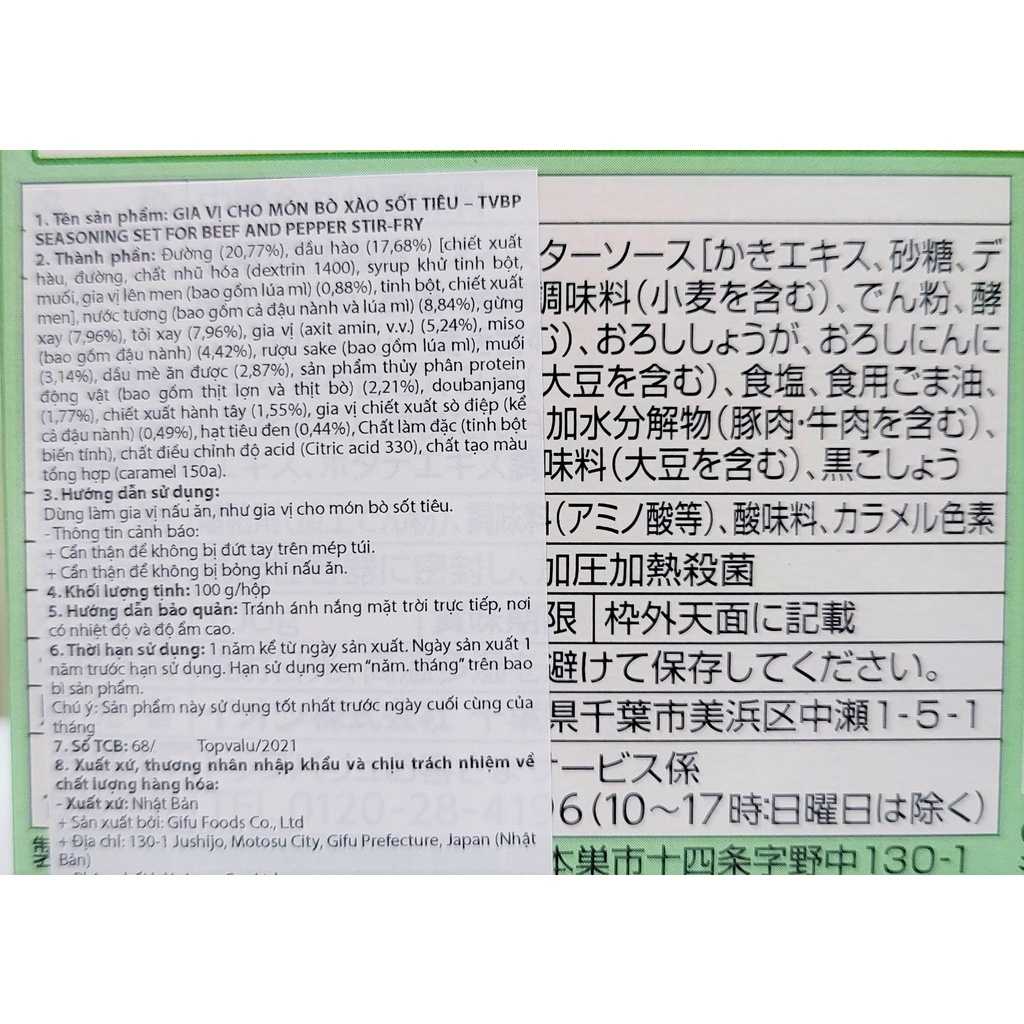 1. Tên sản phẩm: GIA VỊ CHO MÓN BÒ XÀO SỐT TIÊU – TVBP
SEASONING SET FOR BEEF AND PEPPER STIR-FRY
2. Thành phần: Đường (20,77%), dầu hào (17,68%) [chiết xuất
hàu, đường, chất nhũ hóa (dextrin 1400), syrup khử tinh bột,
muối, gia vị lên men (bao gồm lúa mì) (0,88%), tinh bột, chiết xuất
men], nước tương (bao gồm cả đậu nành và lúa mì) (8,84%), gừng
xay (7,96%), tỏi xay (7,96%), gia vị (axit amin, v.v.) (5,24%), miso
(bao gồm đậu nành) (4,42%), rượu sake (bao gồm lúa mì), muối
(3,14%), dầu mè ăn được (2,87%), sản phẩm thủy phân protein
động vật (bao gồm thịt lợn và thịt bò) (2,21%), doubanjang
(1,77%), chiết xuất hành tây (1,55%), gia vị chiết xuất sò điệp (kể
cả đậu nành) (0,49%), hạt tiêu đen (0,44%), Chất làm đặc (tinh bột
biến tính), chất điều chỉnh độ acid (Citric acid 330), chất tạo màu
tổng hợp (caramel 150a).
3. Hướng dẫn sử dụng:
Dùng làm gia vị nấu ăn, như gia vị cho món bò sốt tiêu.
- Thông tin cảnh báo:
+ Cẩn thận để không bị đứt tay trên mép túi.
+ Cẩn thận để không bị bỏng khi nấu ăn.
4. Khối lượng tịnh: 100 g/hộp
5. Hướng dẫn bảo quản: Tránh ánh nắng mặt trời trực tiếp, nơi
có nhiệt độ và độ ẩm cao.
6. Thời hạn sử dụng: 1 năm kể từ ngày sản xuất. Ngày sản xuất 1
năm trước hạn sử dụng. Hạn sử dụng xem "năm. tháng" trên bao
bì sản phẩm.
Chú ý: Sản phẩm này sử dụng tốt nhất trước ngày cuối cùng của
tháng
7. Số TCB: 68/ Topvalu/2021
8. Xuất xứ, thương nhân nhập khẩu và chịu trách nhiệm về
chất lượng hàng hóa:
- Xuất xứ: Nhật Bản
+ Sản xuất bởi: Gifu Foods Co., Ltd
+ Địa chỉ: 130-1 Jushijo, Motosu City, Gifu Prefecture, Japan (Nhật
Bản)
ターソース[かきエキス、砂糖、デ
調味料(小麦を含む)、でん粉、酵
む)、おろししょうが、おろしにんに
大豆を含む)、食塩、食用ごま油、
加水分解物(豚肉・牛肉を含む)、
味料(大豆を含む)、黒こしょう
(アミノ酸等)、酸味料、カラメル色素
加圧加熱殺菌
限 枠外天面に記載
避けて保存してください。
県千葉市美浜区中瀬1-5-1
ービス係
TEL 0120-28-4196(10〜17時:日曜日は除く)
本巣市十四条字野中130-1